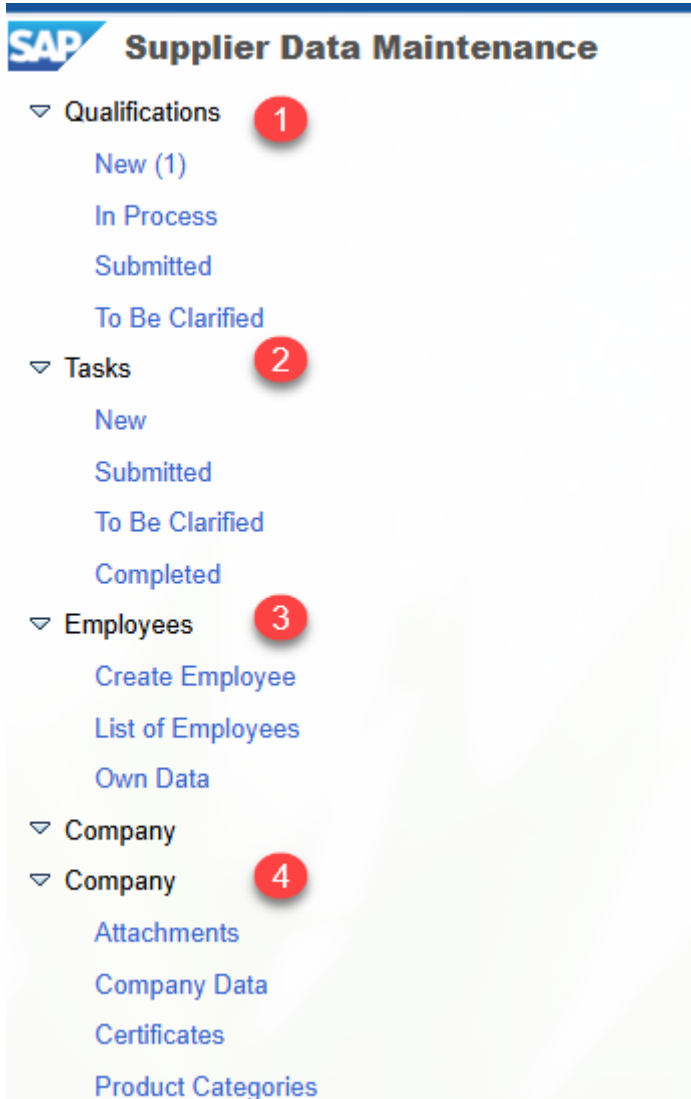 SAP Supplier Data Maintenance
Qualifications 1
New (1)
In Process
Submitted
To Be Clarified
Tasks 2
New
Submitted
To Be Clarified
Completed
Employees 3
Create Employee
List of Employees
Own Data
Company
Company 4
Attachments
Company Data
Certificates
Product Categories